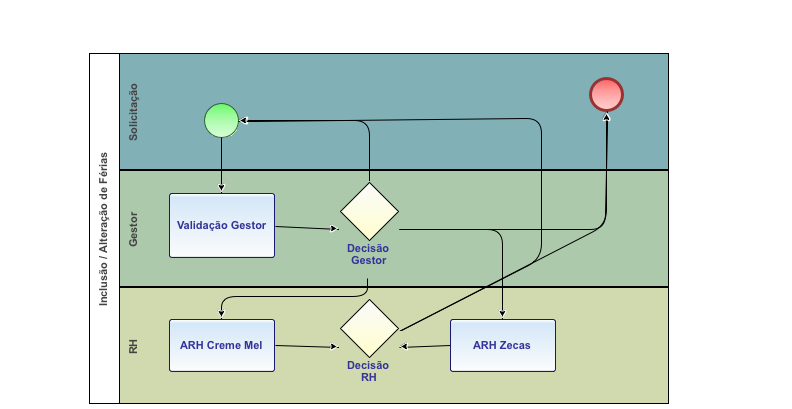 Inclusão / Alteração de Férias
Solicitação
Gestor
Validação Gestor
Decisão
Gestor
RH
ARH Creme Mel
Decisão
RH
ARH Zecas